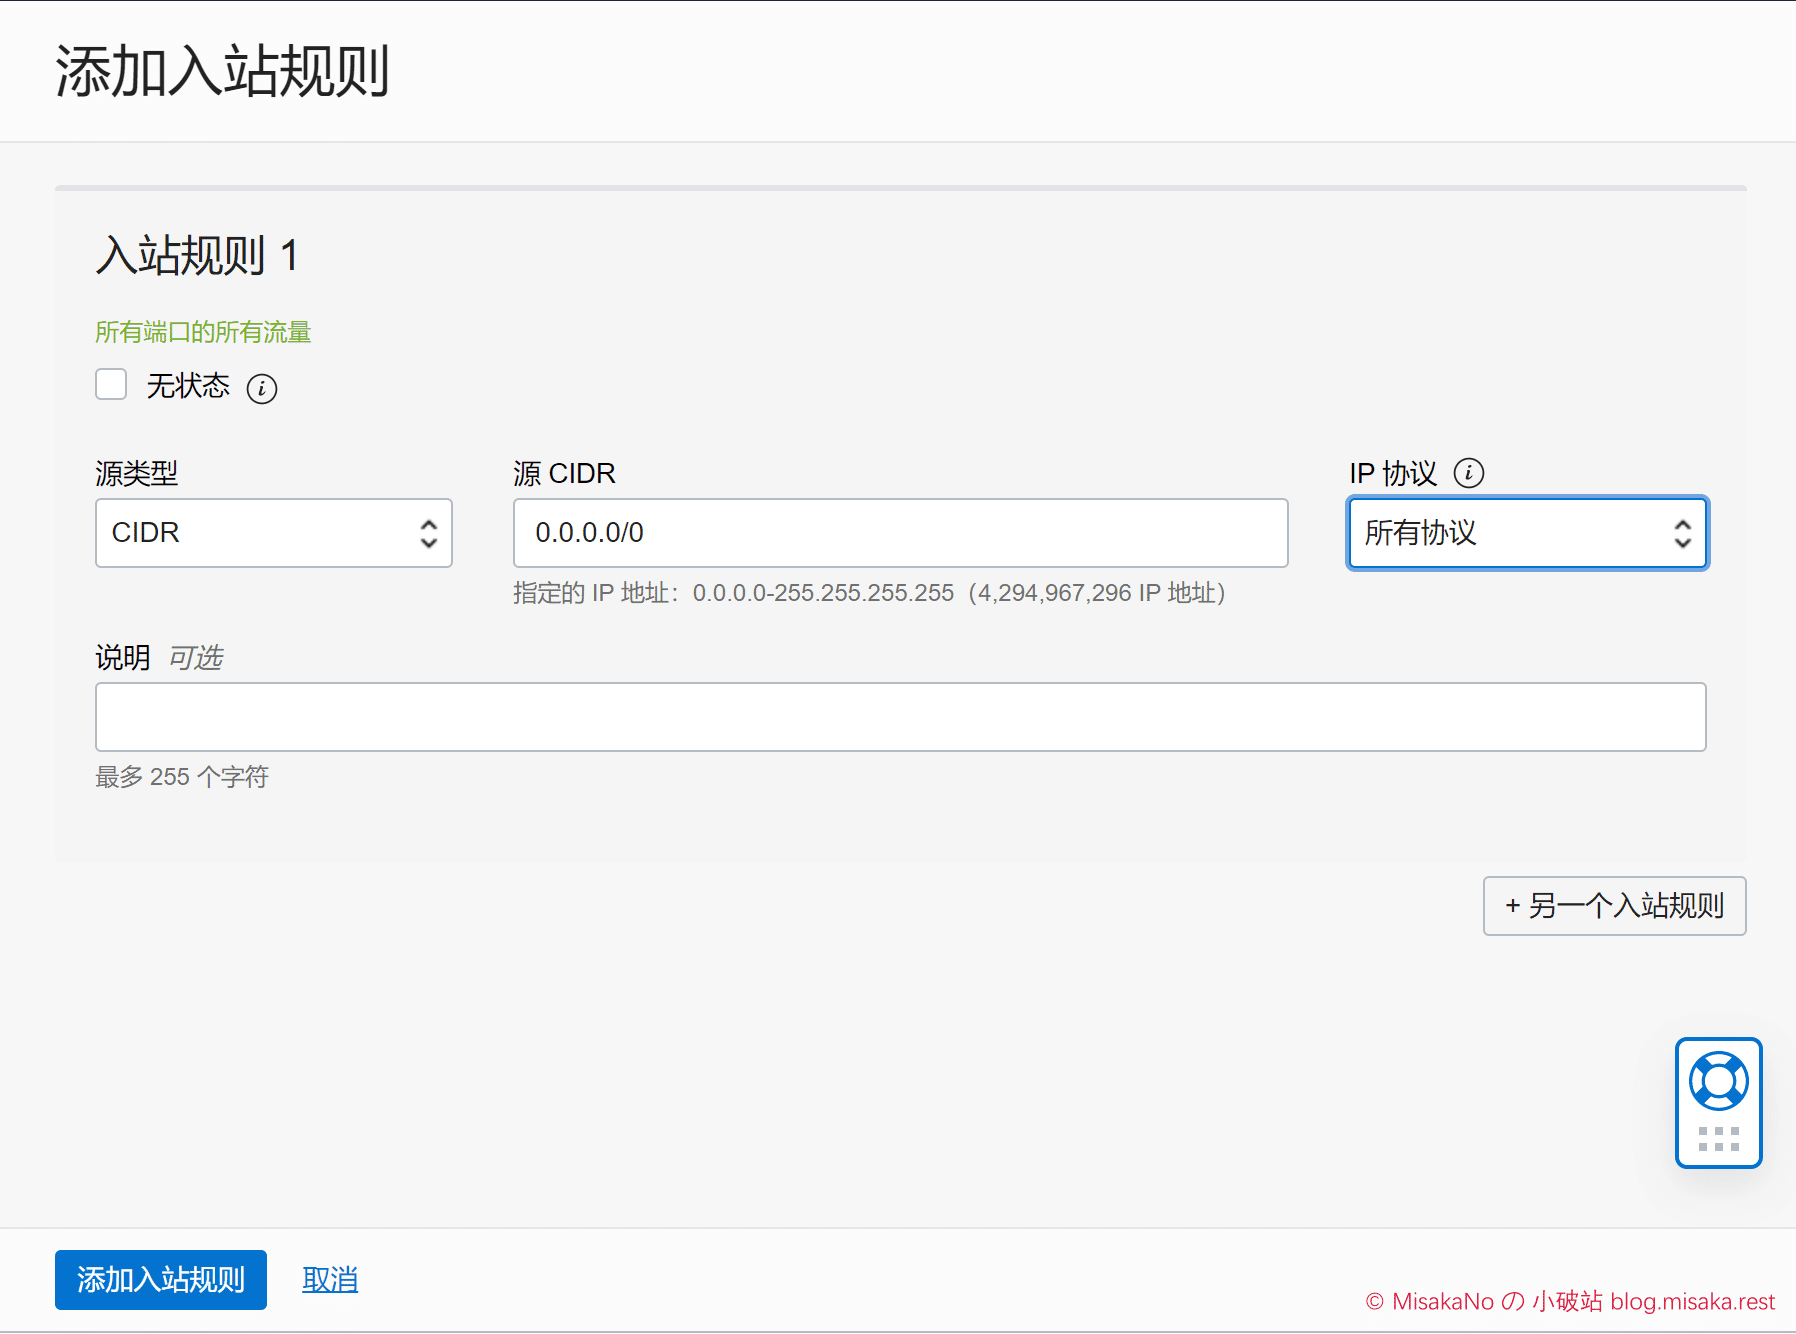 添加入站规则
入站规则 1
所有端口的所有流量
无状态
源类型
源 CIDR
IP 协议
CIDR
0.0.0.0/0
所有协议
指定的 IP 地址：0.0.0.0-255.255.255.255（4,294,967,296 IP 地址）
说明 可选
最多 255 个字符
+ 另一个入站规则
添加入站规则
取消
© MisakaNo の 小破站 blog.misaka.rest